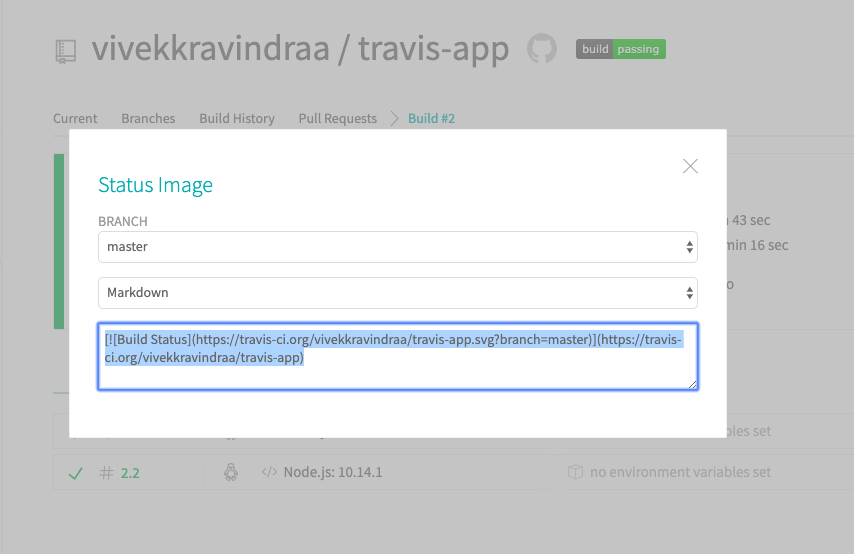 vivekkravindraa / travis-app
build passing
Current Branches Build History Pull Requests Build #2
Status Image
BRANCH
master
Markdown
[![Build Status](https://travis-ci.org/vivekkravindraa/travis-app.svg?branch=master)](https://travis-
ci.org/vivekkravindraa/travis-app)
43 sec
min 16 sec
set
# 2.2 </> Node.js: 10.14.1 no environment variables set